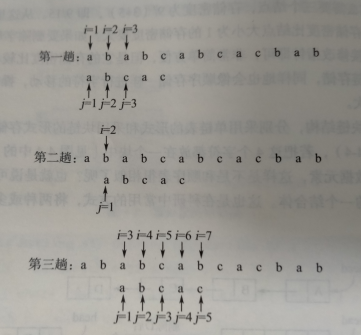 i=1 i=2 i=3
第一趟: a b a b c a b c a c b a b
a b c a c
j=1 j=2 j=3
i=2
第二趟: a b a b c a b c a c b a b
a b c a c
j=1
i=3 i=4 i=5 i=6 i=7
第三趟: a b a b c a b c a c b a b
a b c a c
j=1 j=2 j=3 j=4 j=5